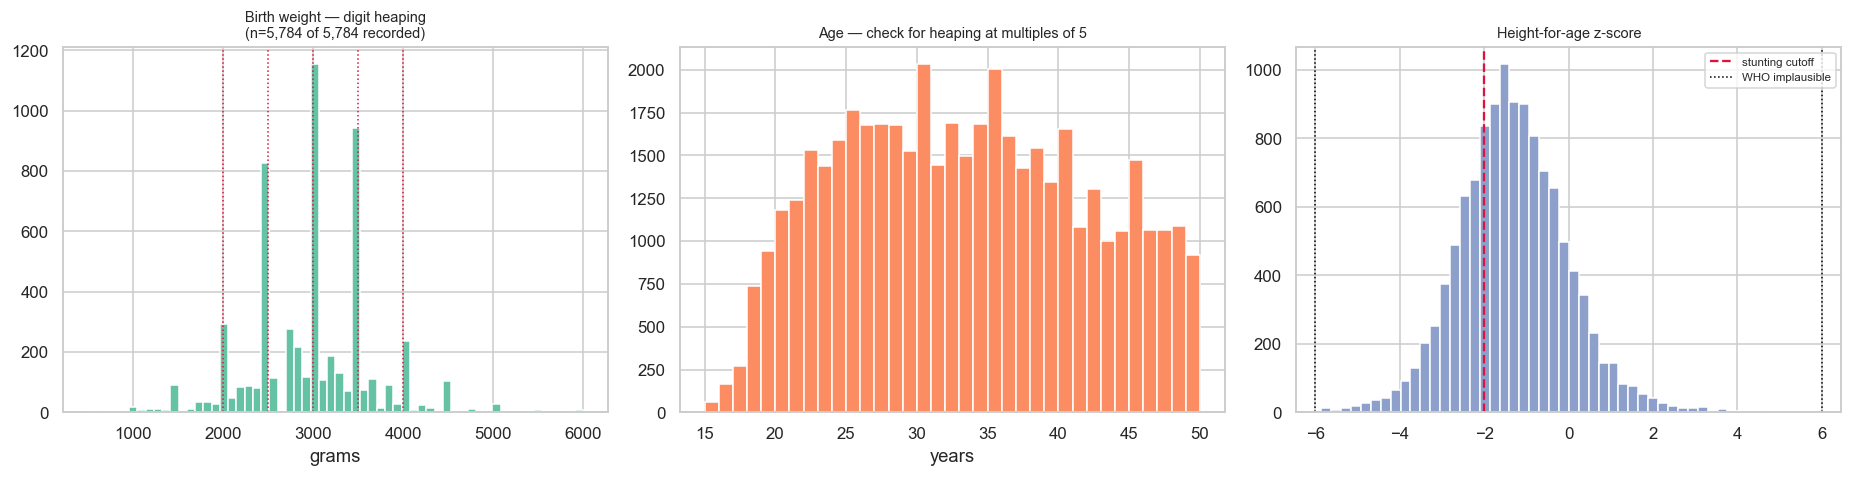 Birth weight — digit heaping
(n=5,784 of 5,784 recorded)
1200
1000
800
600
400
200
0
1000 2000 3000 4000 5000 6000
grams
Age — check for heaping at multiples of 5
2000
1750
1500
1250
1000
750
500
250
0
15 20 25 30 35 40 45 50
years
Height-for-age z-score
stunting cutoff
WHO implausible
1000
800
600
400
200
0
−6 −4 −2 0 2 4 6